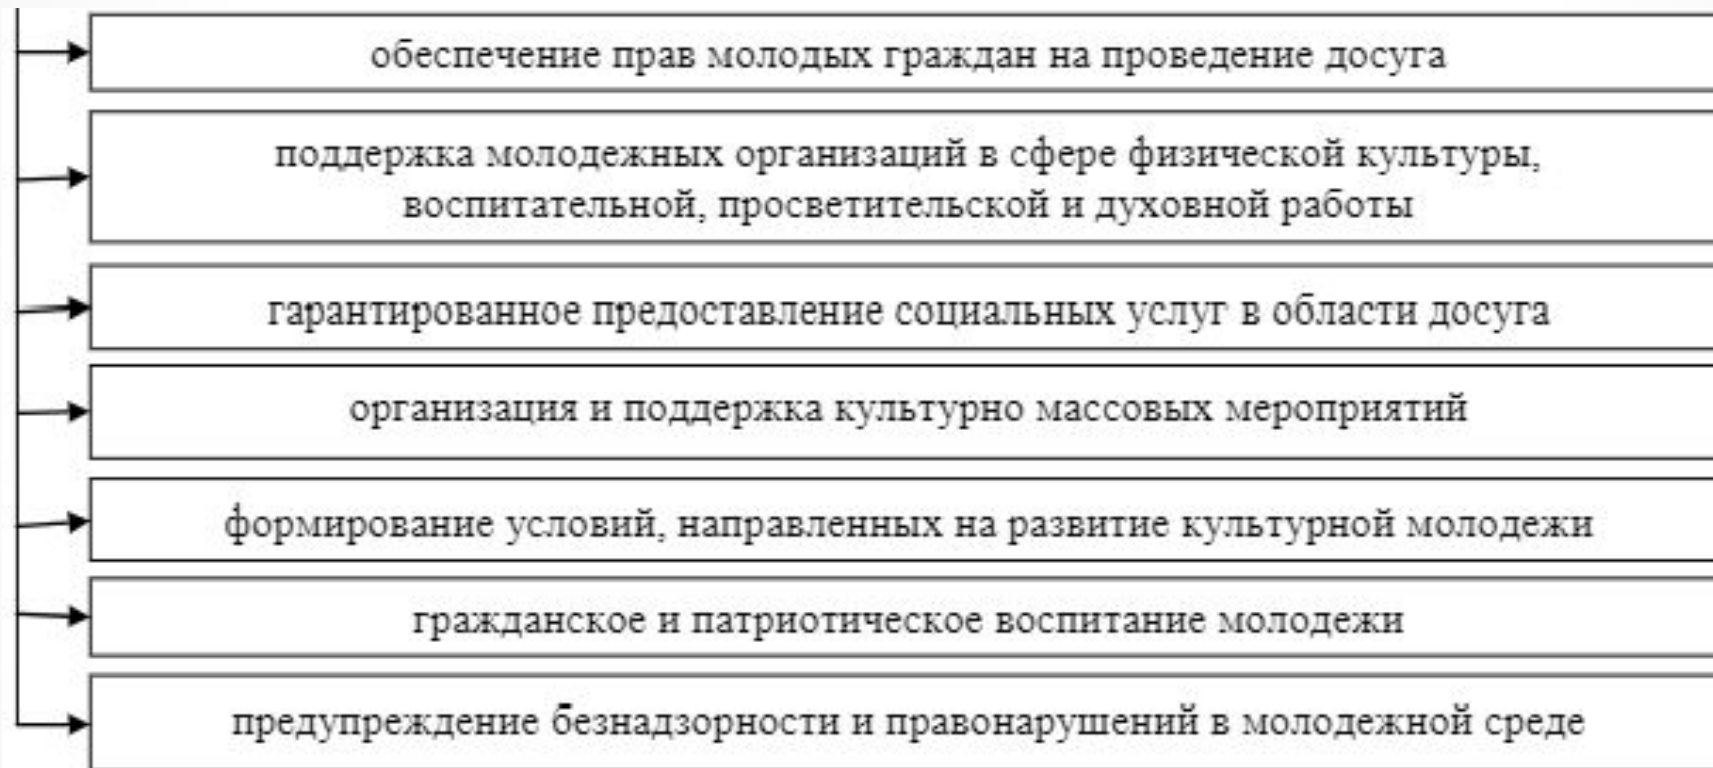 обеспечение прав молодых граждан на проведение досуга
поддержка молодежных организаций в сфере физической культуры,
воспитательной, просветительской и духовной работы
гарантированное предоставление социальных услуг в области досуга
организация и поддержка культурно массовых мероприятий
формирование условий, направленных на развитие культурной молодежи
гражданское и патриотическое воспитание молодежи
предупреждение безнадзорности и правонарушений в молодежной среде